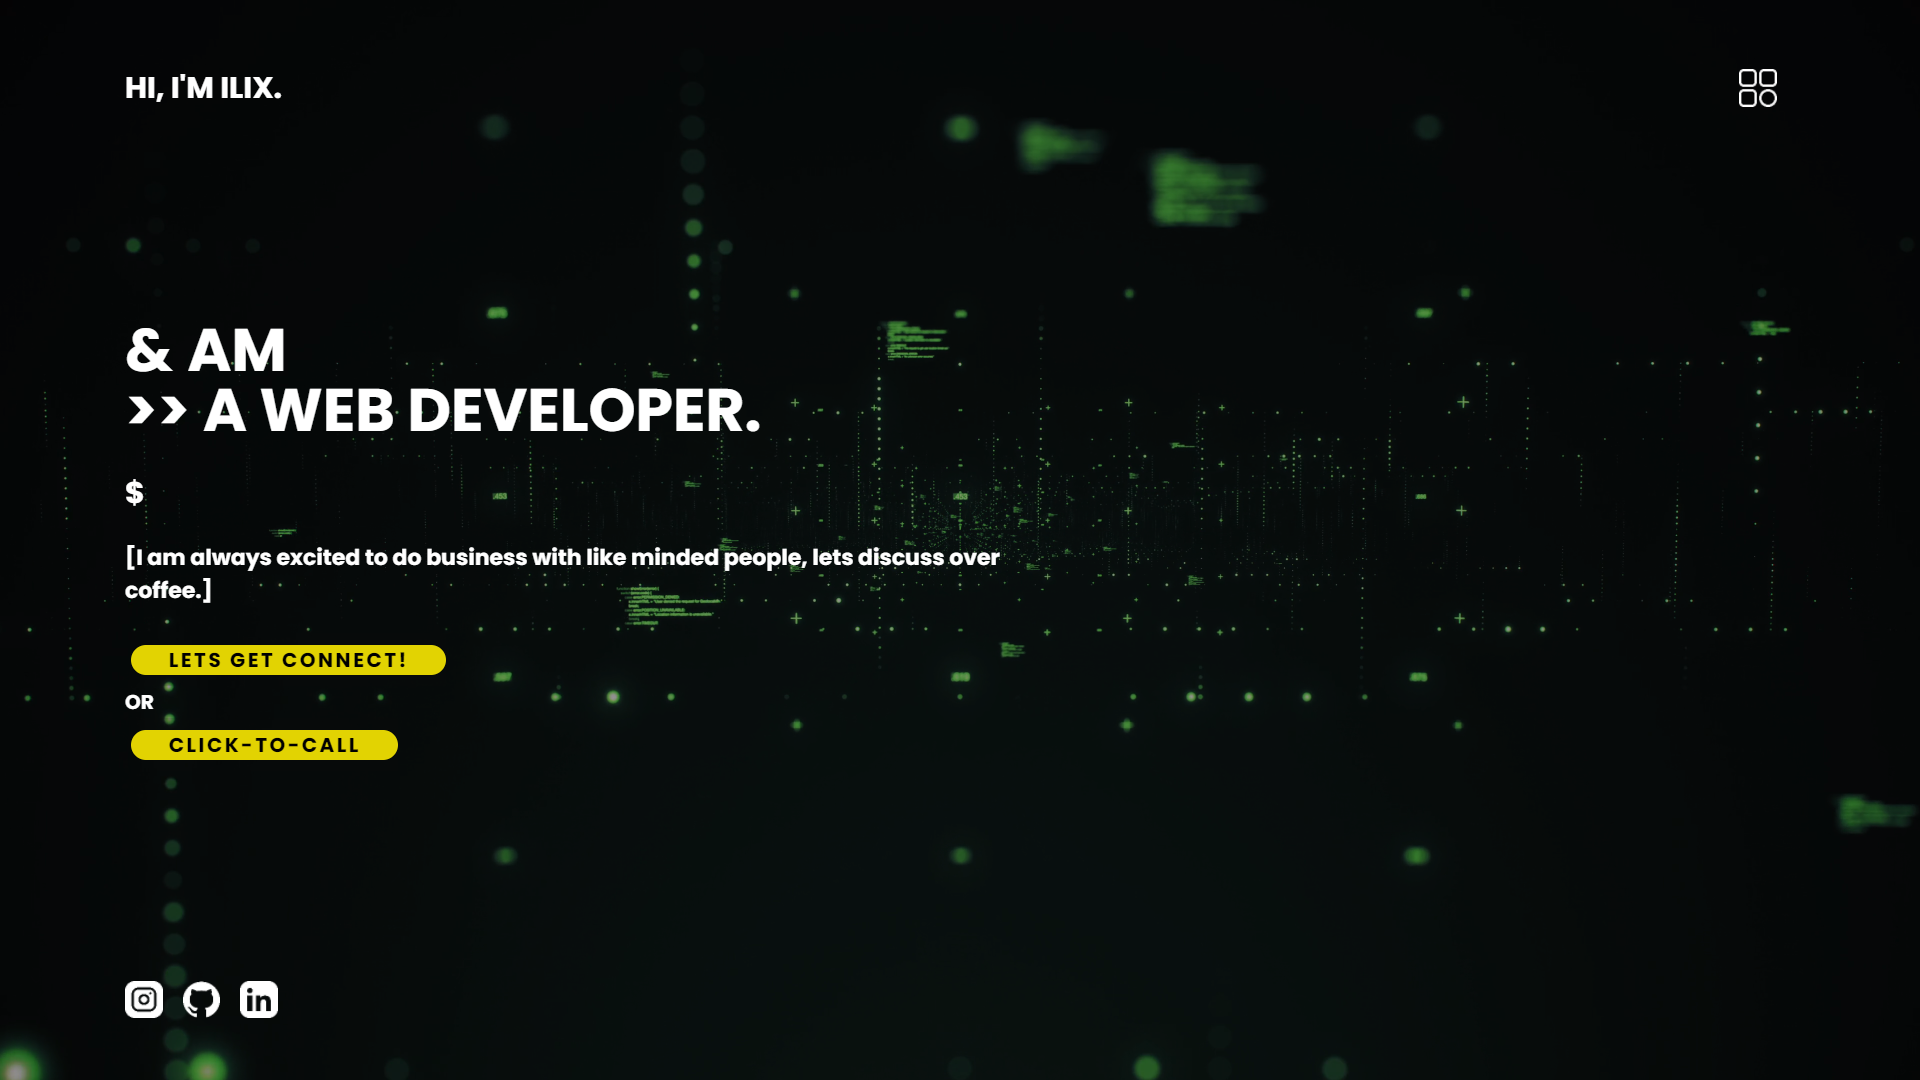 HI, I'M ILIX.
& AM
>> A WEB DEVELOPER.
$
[I am always excited to do business with like minded people, lets discuss over
coffee.]
LETS GET CONNECT!
OR
CLICK-TO-CALL
in